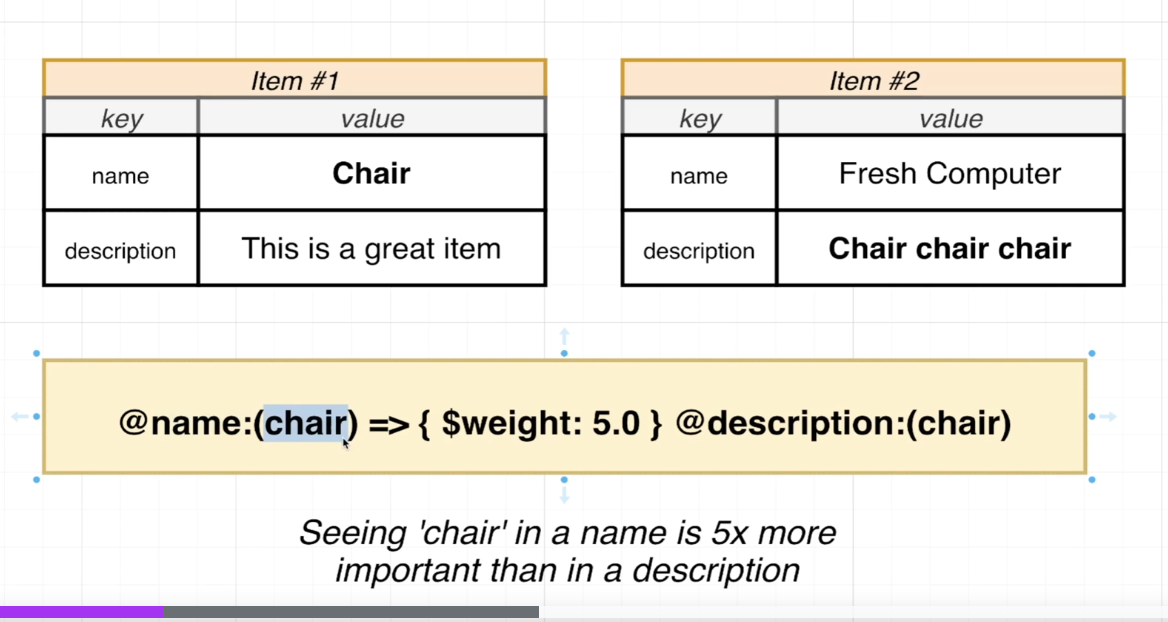 Item #1
key value
name Chair
description This is a great item
Item #2
key value
name Fresh Computer
description Chair chair chair
@name:(chair) => { $weight: 5.0 } @description:(chair)
Seeing 'chair' in a name is 5x more
important than in a description